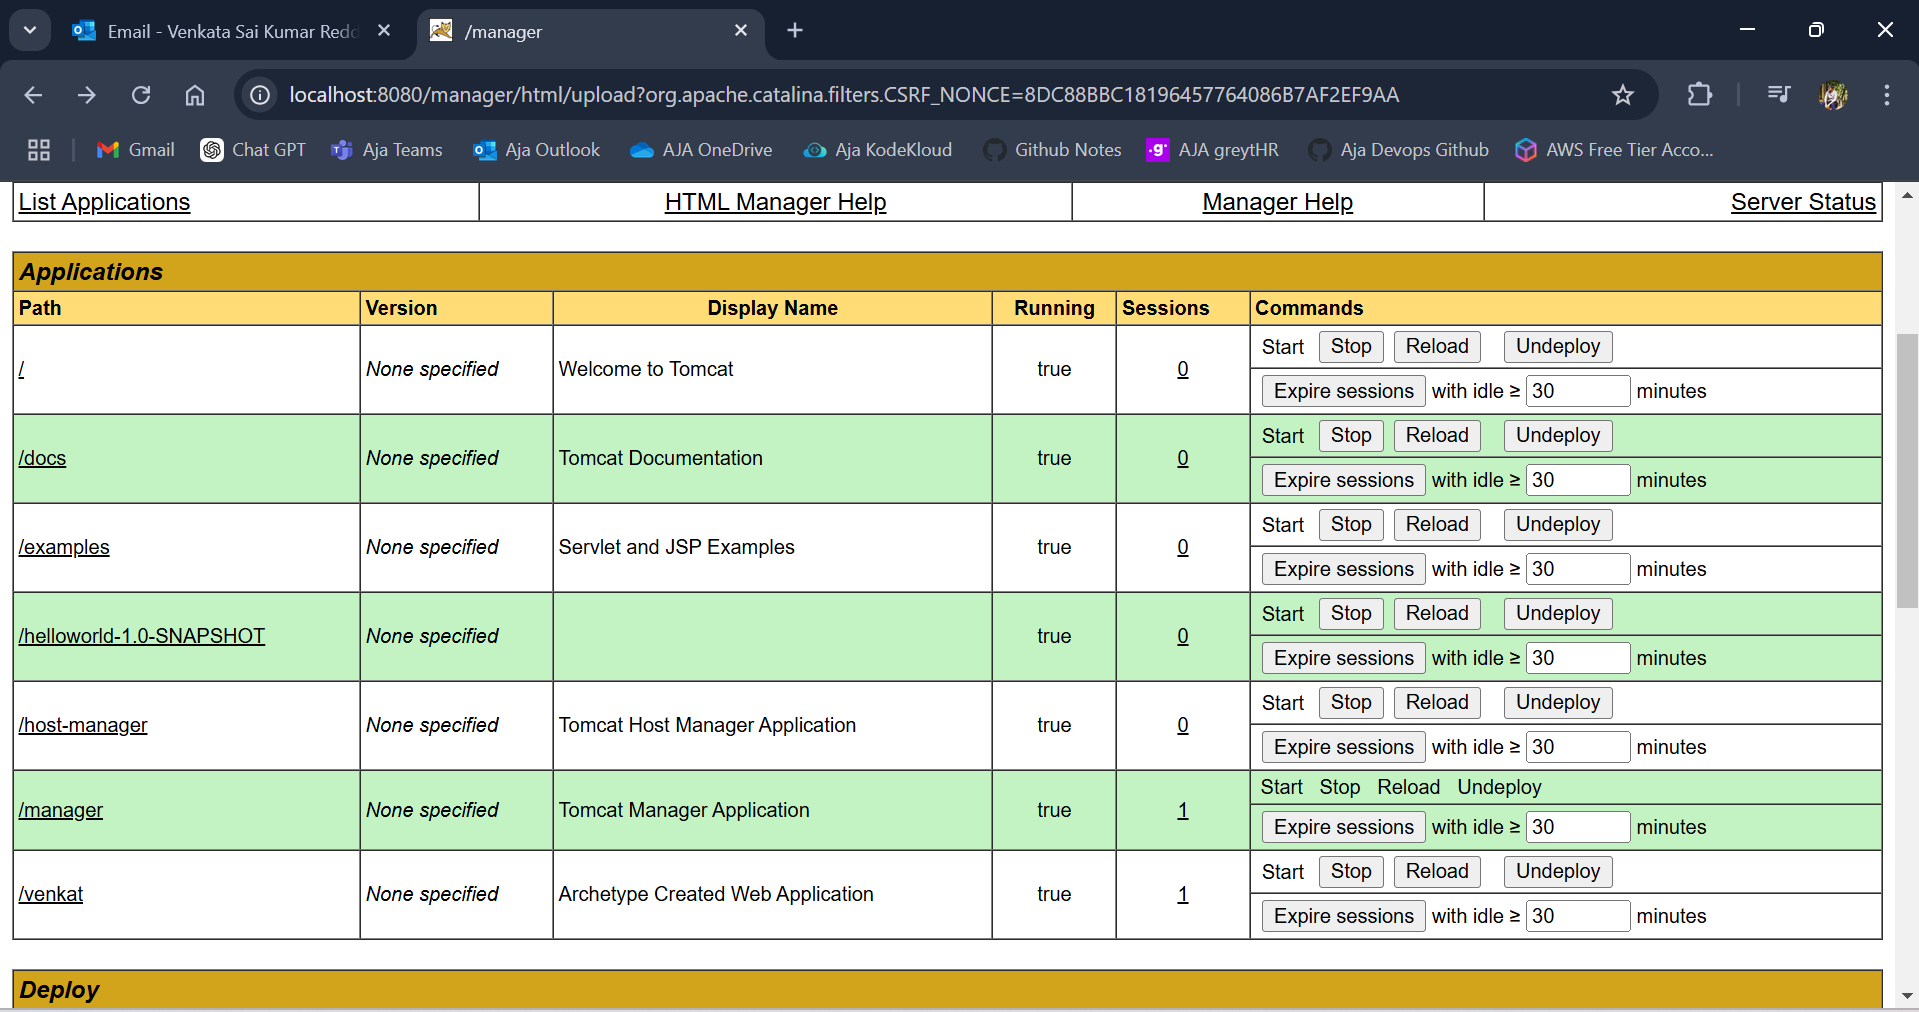 Email - Venkata Sai Kumar Redd
/manager
localhost:8080/manager/html/upload?org.apache.catalina.filters.CSRF_NONCE=8DC88BBC18196457764086B7AF2EF9AA
Gmail Chat GPT Aja Teams Aja Outlook AJA OneDrive Aja KodeKloud Github Notes .g' AJA greytHR Aja Devops Github AWS Free Tier Acco...
List Applications HTML Manager Help Manager Help Server Status
Applications
Path Version Display Name Running Sessions Commands
/ None specified Welcome to Tomcat true 0 Start Stop Reload Undeploy
Expire sessions with idle ≥ 30 minutes
/docs None specified Tomcat Documentation true 0 Start Stop Reload Undeploy
Expire sessions with idle ≥ 30 minutes
/examples None specified Servlet and JSP Examples true 0 Start Stop Reload Undeploy
Expire sessions with idle ≥ 30 minutes
/helloworld-1.0-SNAPSHOT None specified true 0 Start Stop Reload Undeploy
Expire sessions with idle ≥ 30 minutes
/host-manager None specified Tomcat Host Manager Application true 0 Start Stop Reload Undeploy
Expire sessions with idle ≥ 30 minutes
/manager None specified Tomcat Manager Application true 1 Start Stop Reload Undeploy
Expire sessions with idle ≥ 30 minutes
/venkat None specified Archetype Created Web Application true 1 Start Stop Reload Undeploy
Expire sessions with idle ≥ 30 minutes
Deploy